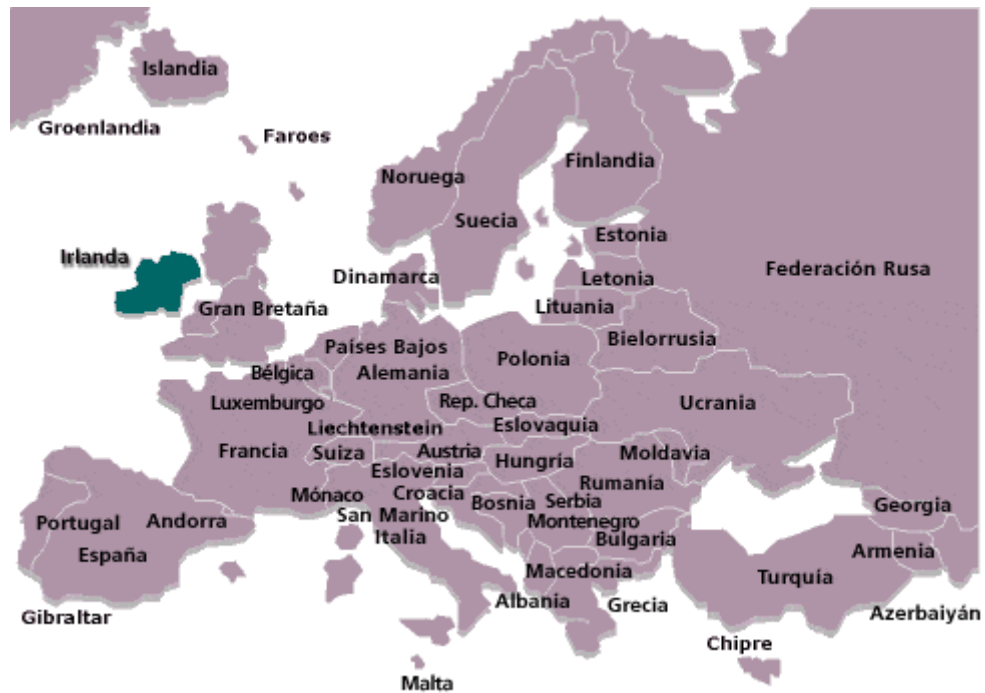 Islandia
Groenlandia
Faroes
Finlandia
Noruega
Suecia
Estonia
Irlanda
Federación Rusa
Dinamarca
Letonia
Gran Bretaña
Lituania
Bielorrusia
Países Bajos
Polonia
Bélgica
Alemania
Rep. Checa
Luxemburgo
Ucrania
Liechtenstein
Eslovaquia
Francia
Suiza
Austria
Moldavia
Hungría
Eslovenia
Rumanía
Mónaco
Croacia
Bosnia
Serbia
Georgia
San Marino
Portugal
Andorra
Montenegro
Italia
Bulgaria
España
Armenia
Macedonia
Turquía
Albania
Grecia
Gibraltar
Azerbaiyán
Chipre
Malta